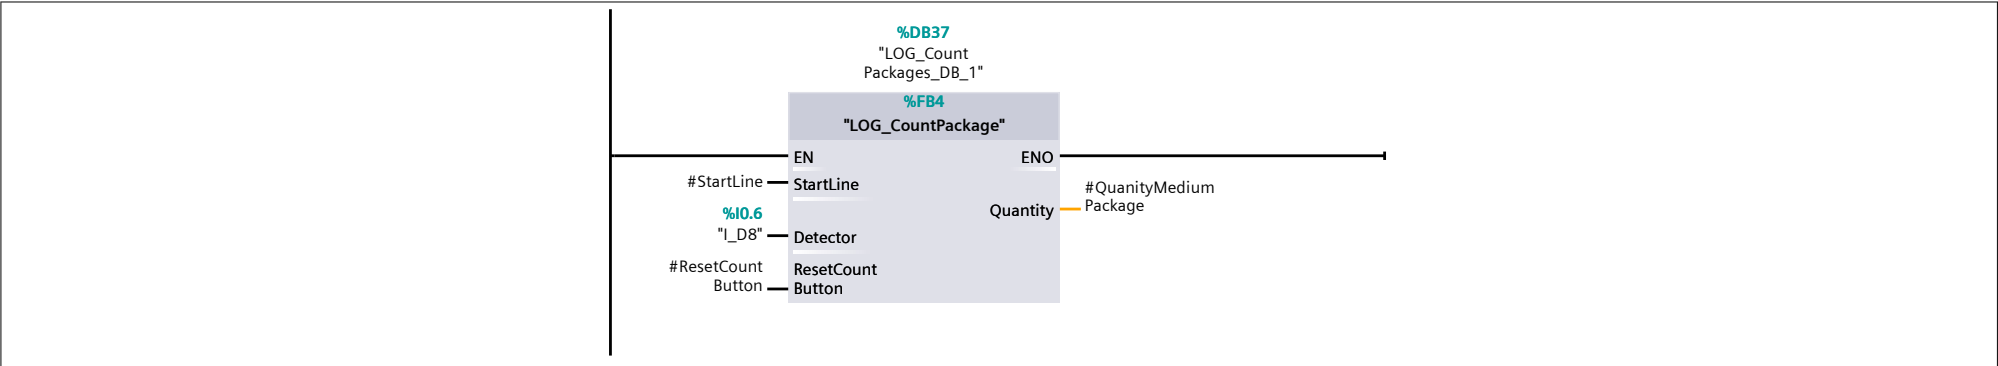 %DB37
"LOG_Count
Packages_DB_1"
%FB4
"LOG_CountPackage"
EN
ENO
#StartLine
StartLine
#QuanityMedium
Package
Quantity
%I0.6
"I_D8"
Detector
#ResetCount
Button
ResetCount
Button